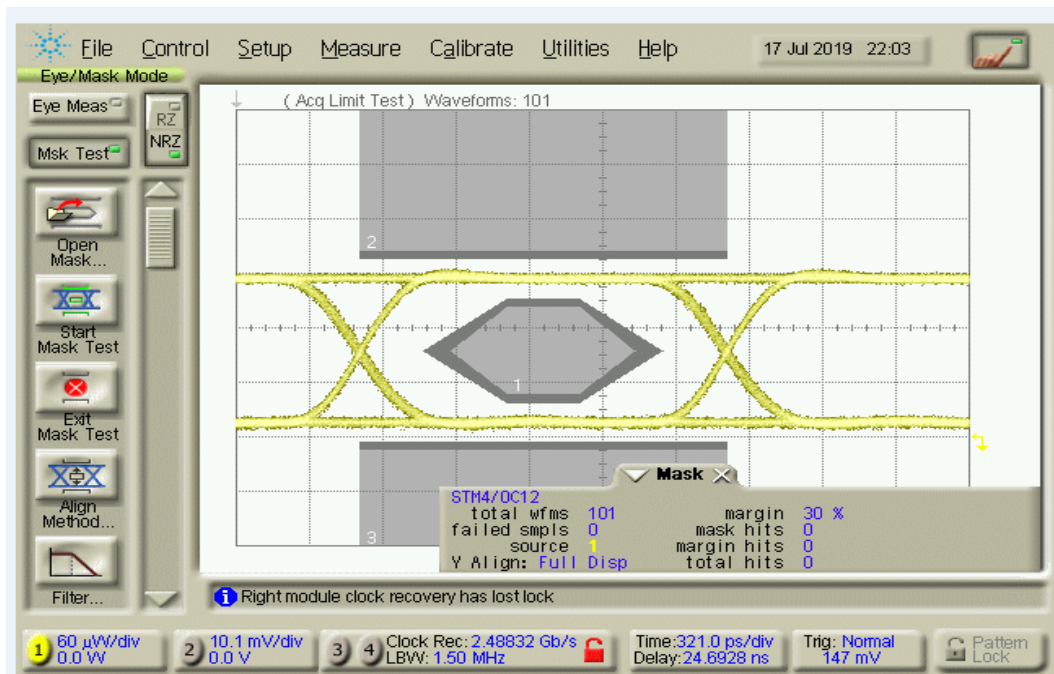 File Control Setup Measure Calibrate Utilities Help 17 Jul 2019 22:03
Eye/Mask Mode
Eye Meas
RZ
NRZ
Msk Test
Open
Mask...
Start
Mask Test
Exit
Mask Test
Align
Method...
Filter...
( Acq Limit Test ) Waveforms: 101
2
1
3
Mask
STM4/OC12
total wfms 101 margin 30 %
failed smpls 0 mask hits 0
source 1 margin hits 0
Y Align: Full Disp total hits 0
Right module clock recovery has lost lock
1 60 µW/div 2 10.1 mV/div 3 4 Clock Rec: 2.48832 Gb/s Time:321.0 ps/div Trig: Normal Pattern
0.0 W 0.0 V LBW: 1.50 MHz Delay:24.6928 ns 147 mV Lock